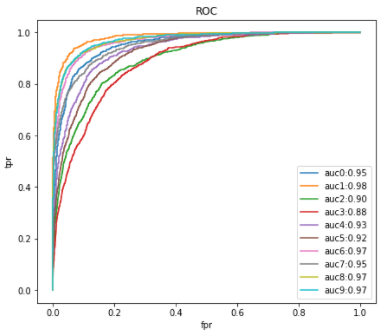 ROC
1.0
0.8
0.6
0.4
0.2
0.0
tpr
auc0:0.95
auc1:0.98
auc2:0.90
auc3:0.88
auc4:0.93
auc5:0.92
auc6:0.97
auc7:0.95
auc8:0.97
auc9:0.97
0.0 0.2 0.4 0.6 0.8 1.0
fpr